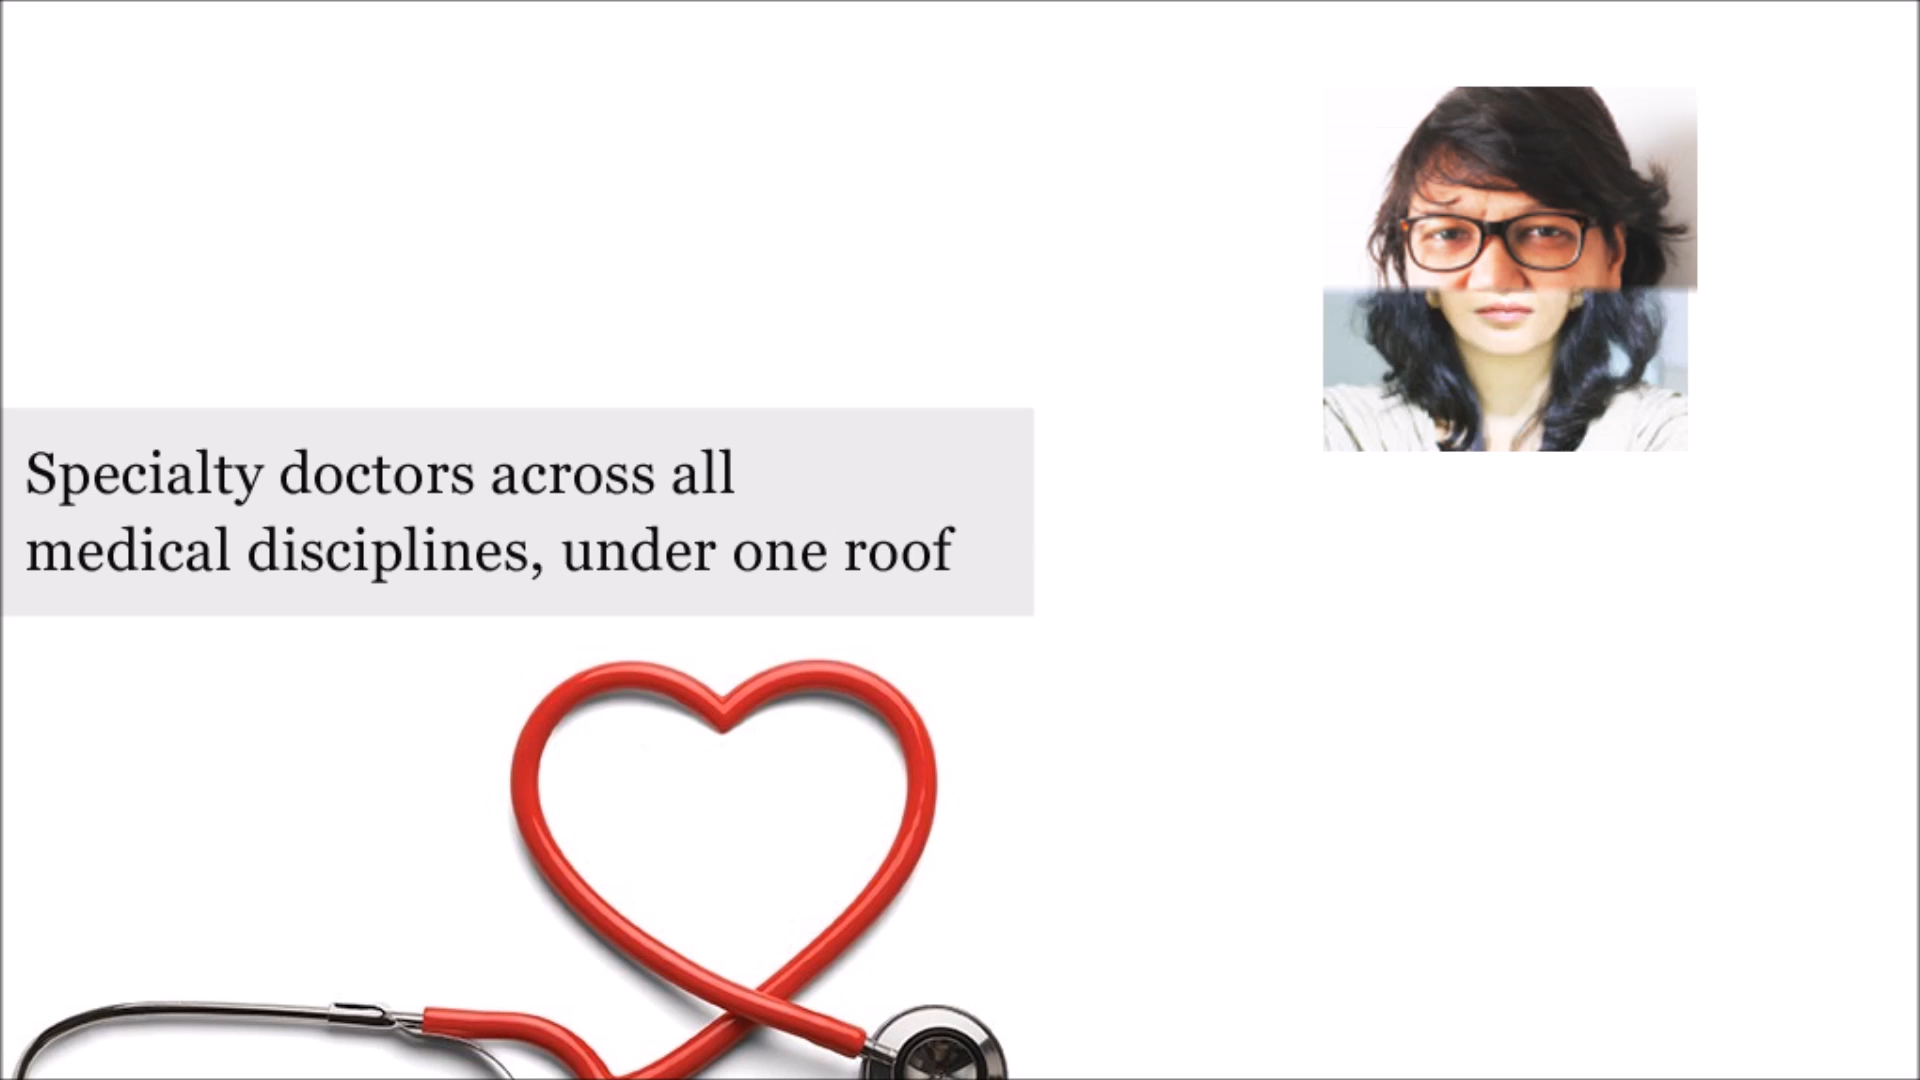 Specialty doctors across all
medical disciplines, under one roof